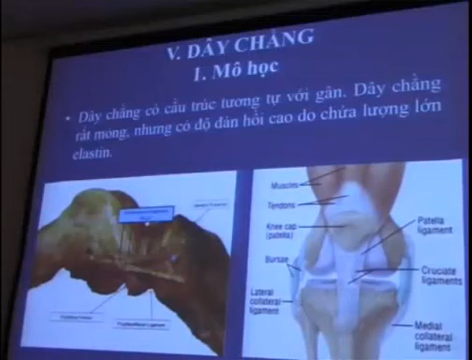 V. DÂY CHẰNG
1. Mô học
• Dây chằng có cấu trúc tương tự với gân. Dây chằng
rất mỏng, nhưng có độ đàn hồi cao do chứa lượng lớn
elastin.
Muscles
Tendons
Knee cap
(patella)
Bursae
Lateral
collateral
ligament
Patella
ligament
Cruciate
ligaments
Medial
collateral
ligament